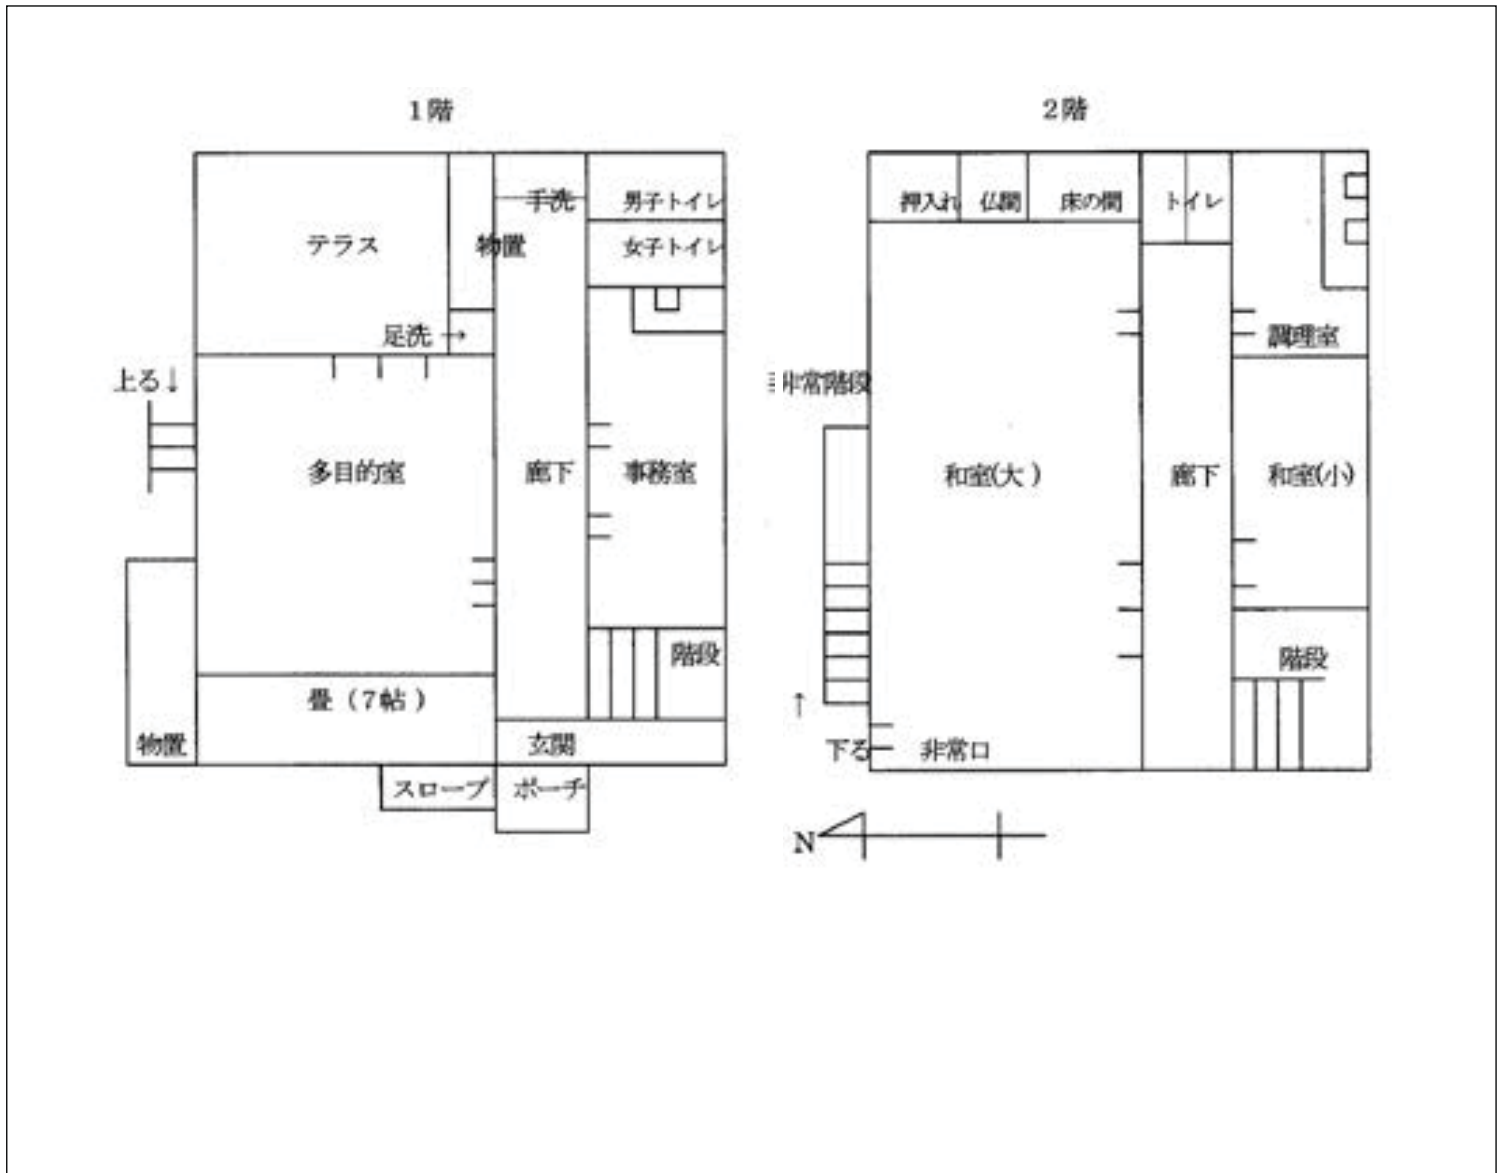 1階
手洗
男子トイレ
テラス
物置
女子トイレ
足洗 →
上る↓
多目的室
廊下
事務室
階段
畳（7帖）
物置
玄関
スロープ
ポーチ
2階
押入れ
仏間
床の間
トイレ
調理室
非常階段
和室(大)
廊下
和室(小)
階段
↑
下る
非常口
N